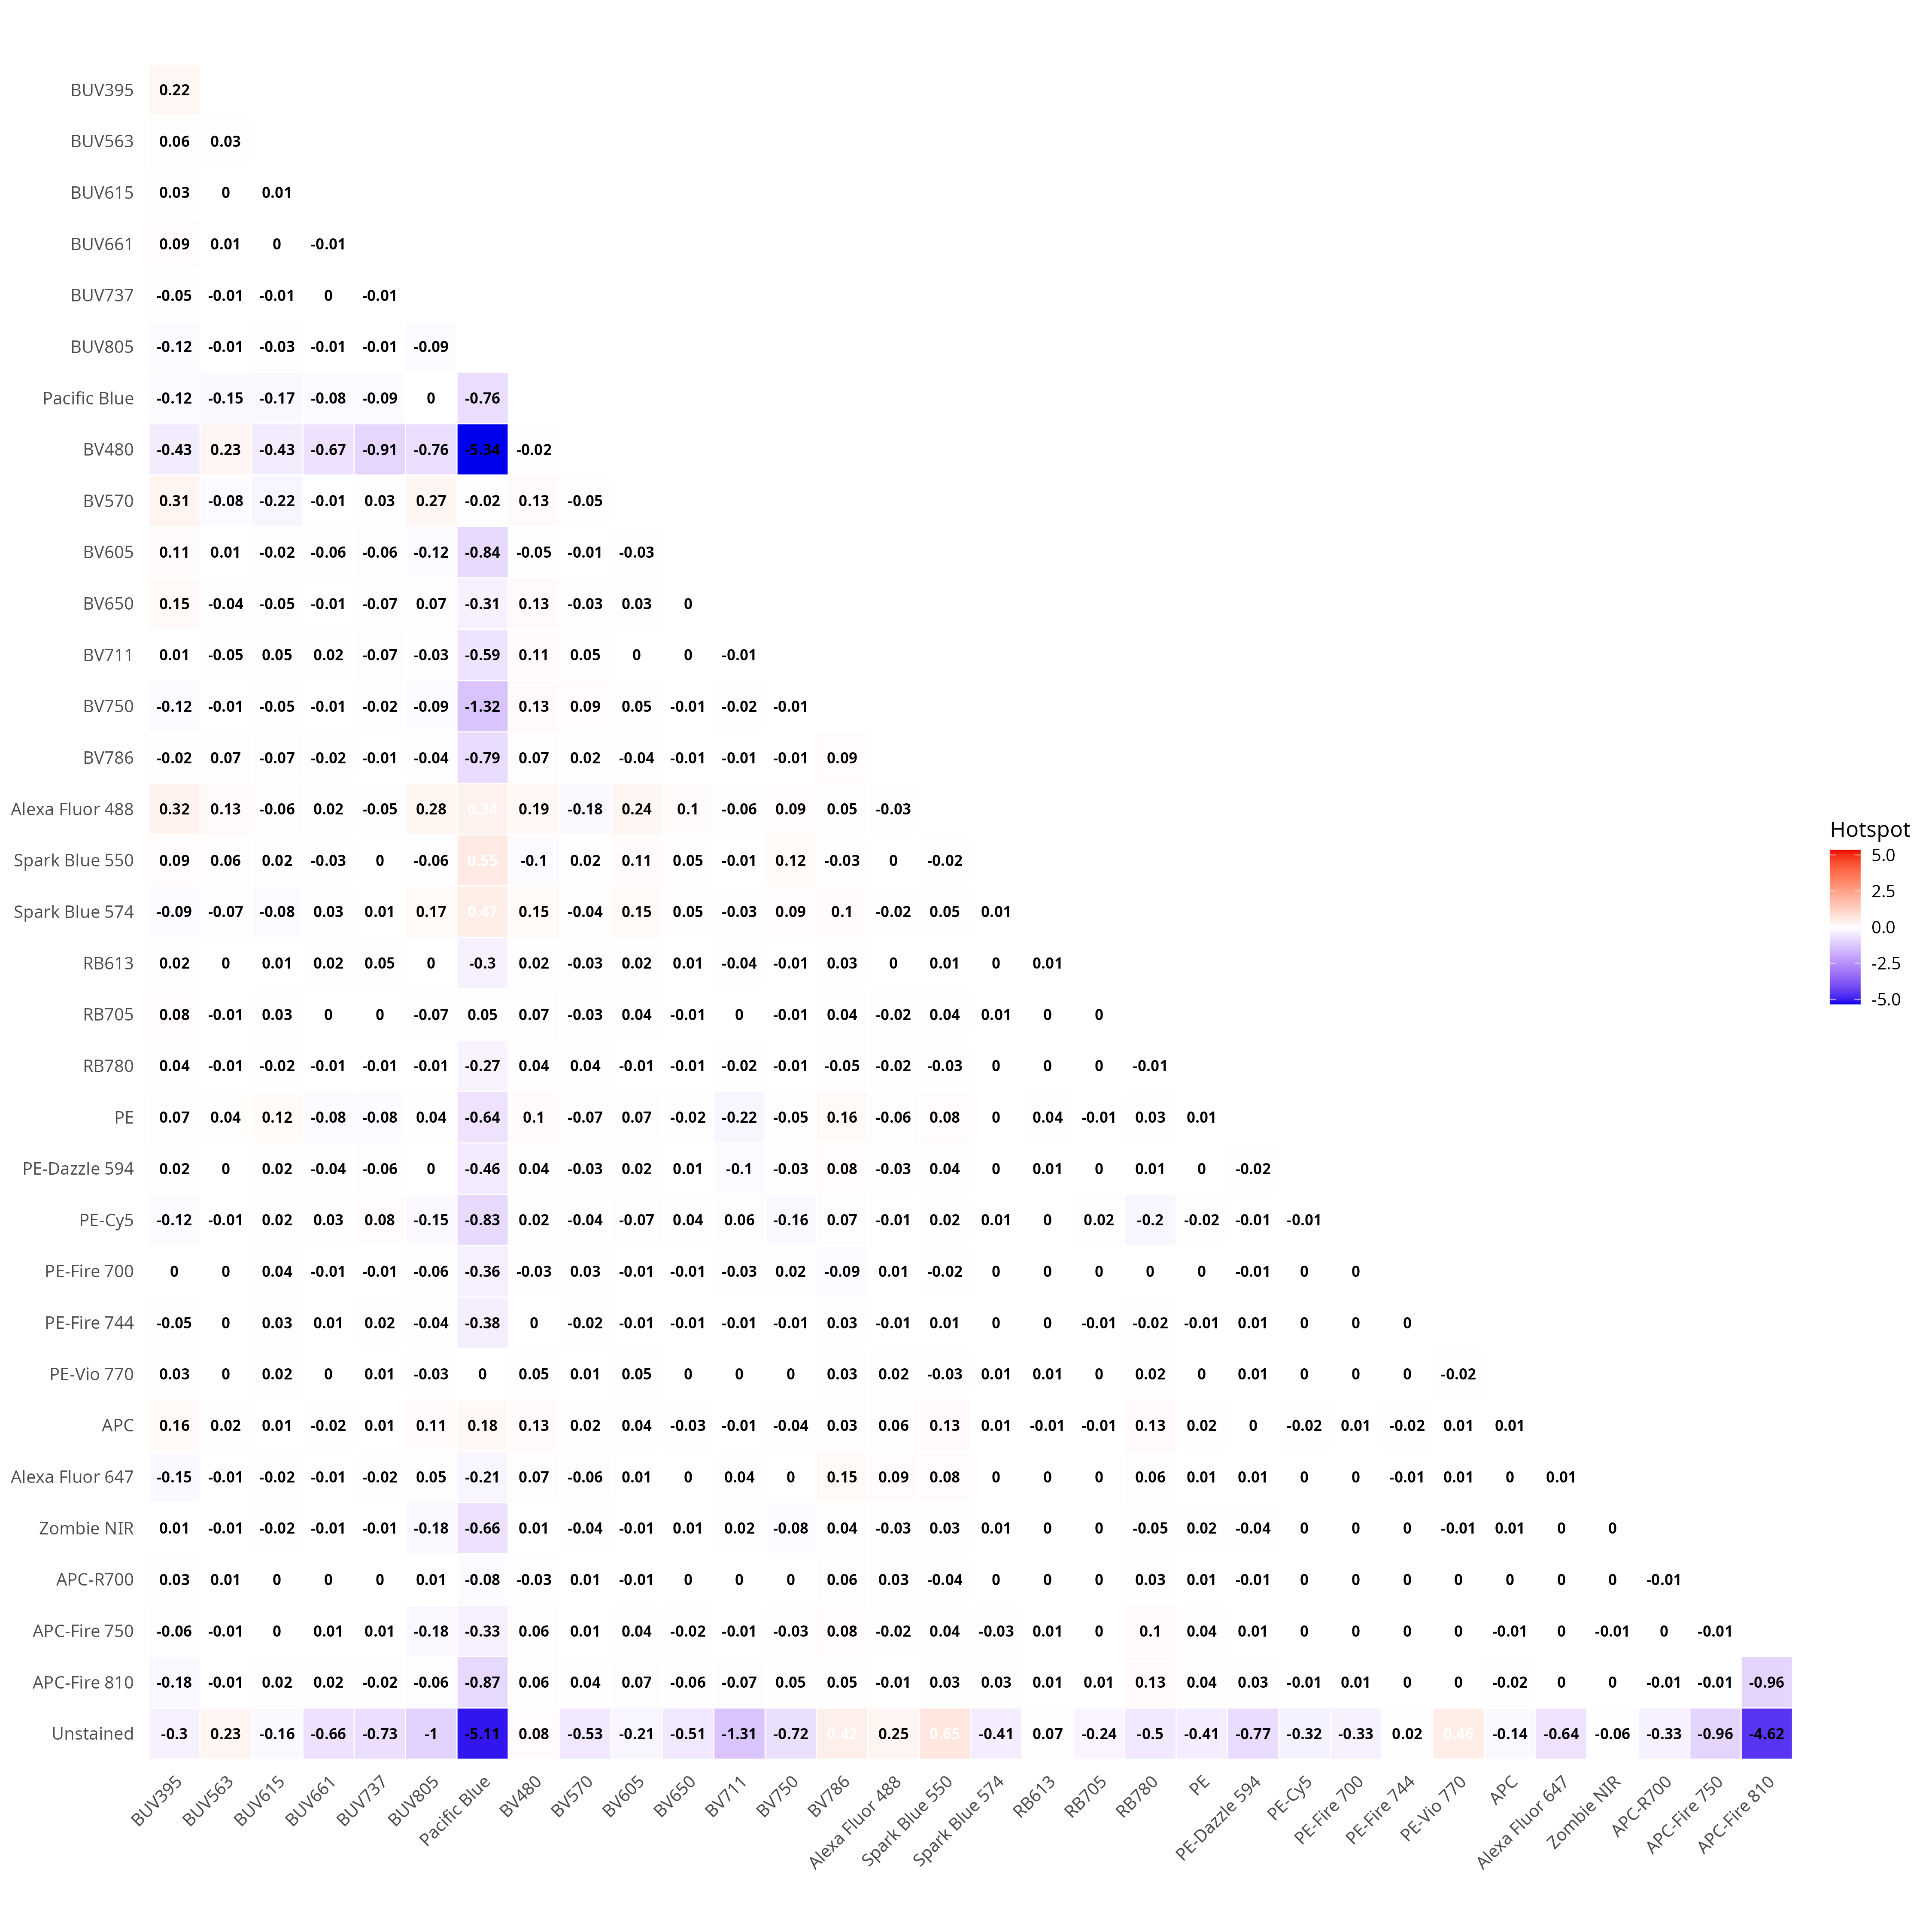 BUV395 0.22
BUV563 0.06 0.03
BUV615 0.03 0 0.01
BUV661 0.09 0.01 0 -0.01
BUV737 -0.05 -0.01 -0.01 0 -0.01
BUV805 -0.12 -0.01 -0.03 -0.01 -0.01 -0.09
Pacific Blue -0.12 -0.15 -0.17 -0.08 -0.09 0 -0.76
BV480 -0.43 0.23 -0.43 -0.67 -0.91 -0.76 -5.34 -0.02
BV570 0.31 -0.08 -0.22 -0.01 0.03 0.27 -0.02 0.13 -0.05
BV605 0.11 0.01 -0.02 -0.06 -0.06 -0.12 -0.84 -0.05 -0.01 -0.03
BV650 0.15 -0.04 -0.05 -0.01 -0.07 0.07 -0.31 0.13 -0.03 0.03 0
BV711 0.01 -0.05 0.05 0.02 -0.07 -0.03 -0.59 0.11 0.05 0 0 -0.01
BV750 -0.12 -0.01 -0.05 -0.01 -0.02 -0.09 -1.32 0.13 0.09 0.05 -0.01 -0.02 -0.01
BV786 -0.02 0.07 -0.07 -0.02 -0.01 -0.04 -0.79 0.07 0.02 -0.04 -0.01 -0.01 -0.01 0.09
Alexa Fluor 488 0.32 0.13 -0.06 0.02 -0.05 0.28 0.34 0.19 -0.18 0.24 0.1 -0.06 0.09 0.05 -0.03
Spark Blue 550 0.09 0.06 0.02 -0.03 0 -0.06 0.55 -0.1 0.02 0.11 0.05 -0.01 0.12 -0.03 0 -0.02
Spark Blue 574 -0.09 -0.07 -0.08 0.03 0.01 0.17 0.47 0.15 -0.04 0.15 0.05 -0.03 0.09 0.1 -0.02 0.05 0.01
RB613 0.02 0 0.01 0.02 0.05 0 -0.3 0.02 -0.03 0.02 0.01 -0.04 -0.01 0.03 0 0.01 0 0.01
RB705 0.08 -0.01 0.03 0 0 -0.07 0.05 0.07 -0.03 0.04 -0.01 0 -0.01 0.04 -0.02 0.04 0.01 0 0
RB780 0.04 -0.01 -0.02 -0.01 -0.01 -0.01 -0.27 0.04 0.04 -0.01 -0.01 -0.02 -0.01 -0.05 -0.02 -0.03 0 0 0 -0.01
PE 0.07 0.04 0.12 -0.08 -0.08 0.04 -0.64 0.1 -0.07 0.07 -0.02 -0.22 -0.05 0.16 -0.06 0.08 0 0.04 -0.01 0.03 0.01
PE-Dazzle 594 0.02 0 0.02 -0.04 -0.06 0 -0.46 0.04 -0.03 0.02 0.01 -0.1 -0.03 0.08 -0.03 0.04 0 0.01 0 0.01 0 -0.02
PE-Cy5 -0.12 -0.01 0.02 0.03 0.08 -0.15 -0.83 0.02 -0.04 -0.07 0.04 0.06 -0.16 0.07 -0.01 0.02 0.01 0 0.02 -0.2 -0.02 -0.01 -0.01
PE-Fire 700 0 0 0.04 -0.01 -0.01 -0.06 -0.36 -0.03 0.03 -0.01 -0.01 -0.03 0.02 -0.09 0.01 -0.02 0 0 0 0 0 -0.01 0 0
PE-Fire 744 -0.05 0 0.03 0.01 0.02 -0.04 -0.38 0 -0.02 -0.01 -0.01 -0.01 -0.01 0.03 -0.01 0.01 0 0 -0.01 -0.02 -0.01 0.01 0 0 0
PE-Vio 770 0.03 0 0.02 0 0.01 -0.03 0 0.05 0.01 0.05 0 0 0 0.03 0.02 -0.03 0.01 0.01 0 0.02 0 0.01 0 0 0 -0.02
APC 0.16 0.02 0.01 -0.02 0.01 0.11 0.18 0.13 0.02 0.04 -0.03 -0.01 -0.04 0.03 0.06 0.13 0.01 -0.01 -0.01 0.13 0.02 0 -0.02 0.01 -0.02 0.01 0.01
Alexa Fluor 647 -0.15 -0.01 -0.02 -0.01 -0.02 0.05 -0.21 0.07 -0.06 0.01 0 0.04 0 0.15 0.09 0.08 0 0 0 0.06 0.01 0.01 0 0 -0.01 0.01 0 0.01
Zombie NIR 0.01 -0.01 -0.02 -0.01 -0.01 -0.18 -0.66 0.01 -0.04 -0.01 0.01 0.02 -0.08 0.04 -0.03 0.03 0.01 0 0 -0.05 0.02 -0.04 0 0 0 -0.01 0.01 0 0
APC-R700 0.03 0.01 0 0 0 0.01 -0.08 -0.03 0.01 -0.01 0 0 0 0.06 0.03 -0.04 0 0 0 0.03 0.01 -0.01 0 0 0 0 0 0 0 -0.01
APC-Fire 750 -0.06 -0.01 0 0.01 0.01 -0.18 -0.33 0.06 0.01 0.04 -0.02 -0.01 -0.03 0.08 -0.02 0.04 -0.03 0.01 0 0.1 0.04 0.01 0 0 0 0 -0.01 0 -0.01 0 -0.01
APC-Fire 810 -0.18 -0.01 0.02 0.02 -0.02 -0.06 -0.87 0.06 0.04 0.07 -0.06 -0.07 0.05 0.05 -0.01 0.03 0.03 0.01 0.01 0.13 0.04 0.03 -0.01 0.01 0 0 -0.02 0 0 -0.01 -0.01 -0.96
Unstained -0.3 0.23 -0.16 -0.66 -0.73 -1 -5.11 0.08 -0.53 -0.21 -0.51 -1.31 -0.72 0.42 0.25 0.65 -0.41 0.07 -0.24 -0.5 -0.41 -0.77 -0.32 -0.33 0.02 0.46 -0.14 -0.64 -0.06 -0.33 -0.96 -4.62
BUV395 BUV563 BUV615 BUV661 BUV737 BUV805 Pacific Blue BV480 BV570 BV605 BV650 BV711 BV750 BV786 Alexa Fluor 488 Spark Blue 550 Spark Blue 574 RB613 RB705 RB780 PE PE-Dazzle 594 PE-Cy5 PE-Fire 700 PE-Fire 744 PE-Vio 770 APC Alexa Fluor 647 Zombie NIR APC-R700 APC-Fire 750 APC-Fire 810
Hotspot
5.0
2.5
0.0
-2.5
-5.0